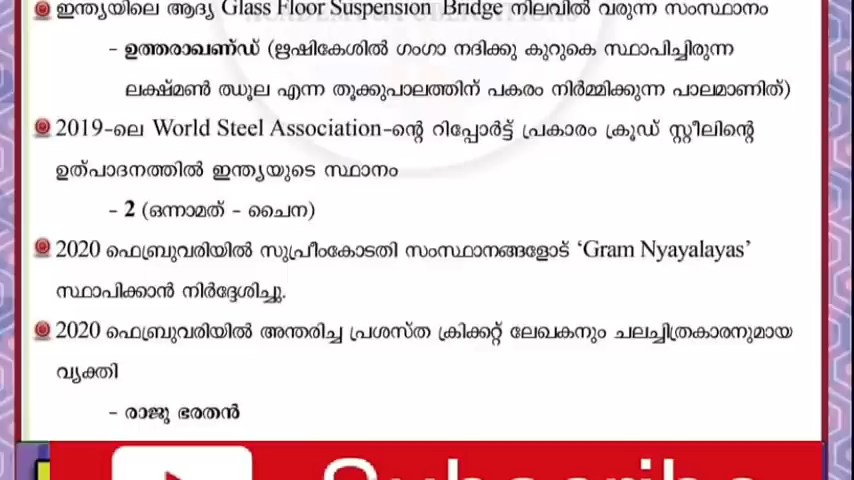 ഇന്ത്യയിലെ ആദ്യ Glass Floor Suspension Bridge നിലവിൽ വരുന്ന സംസ്ഥാനം
- ഉത്തരാഖണ്ഡ് (ഋഷികേശിൽ ഗംഗാ നദിക്കു കുറുകെ സ്ഥാപിച്ചിരുന്ന
ലക്ഷ്മൺ ഝൂല എന്ന തൂക്കുപാലത്തിന് പകരം നിർമ്മിക്കുന്ന പാലമാണിത്)
2019-ലെ World Steel Association-ന്റെ റിപ്പോർട്ട് പ്രകാരം ക്രൂഡ് സ്റ്റീലിന്റെ
ഉത്പാദനത്തിൽ ഇന്ത്യയുടെ സ്ഥാനം
- 2 (ഒന്നാമത് - ചൈന)
2020 ഫെബ്രുവരിയിൽ സുപ്രീംകോടതി സംസ്ഥാനങ്ങളോട് ‘Gram Nyayalayas’
സ്ഥാപിക്കാൻ നിർദ്ദേശിച്ചു.
2020 ഫെബ്രുവരിയിൽ അന്തരിച്ച പ്രശസ്ത ക്രിക്കറ്റ് ലേഖകനും ചലച്ചിത്രകാരനുമായ
വ്യക്തി
- രാജു ഭരതൻ
Subscribe